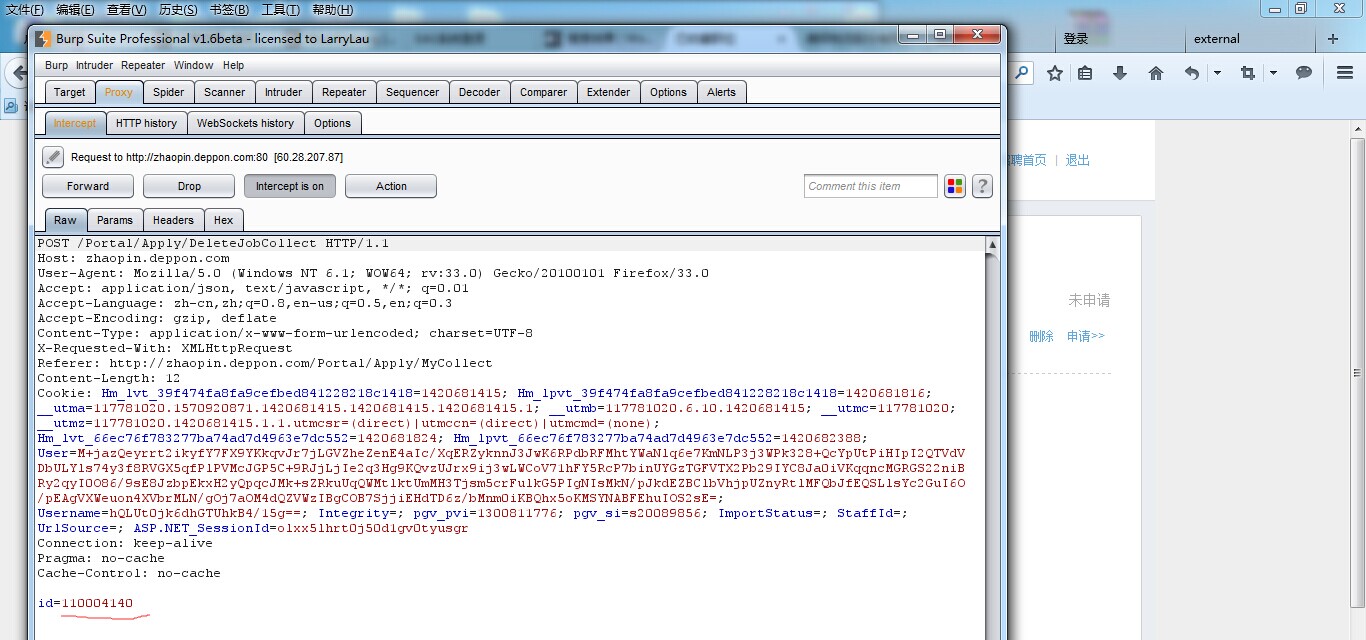 文件(F) 编辑(E) 查看(V) 历史(S) 书签(B) 工具(T) 帮助(H)
Burp Suite Professional v1.6beta - licensed to LarryLau
登录
external
Burp Intruder Repeater Window Help
Target Proxy Spider Scanner Intruder Repeater Sequencer Decoder Comparer Extender Options Alerts
Intercept HTTP history WebSockets history Options
Request to http://zhaopin.deppon.com:80 [60.28.207.87]
聘首页 | 退出
Forward Drop Intercept is on Action
Comment this item
?
Raw Params Headers Hex
POST /Portal/Apply/DeleteJobCollect HTTP/1.1
Host: zhaopin.deppon.com
User-Agent: Mozilla/5.0 (Windows NT 6.1; WOW64; rv:33.0) Gecko/20100101 Firefox/33.0
Accept: application/json, text/javascript, */*; q=0.01
Accept-Language: zh-cn,zh;q=0.8,en-us;q=0.5,en;q=0.3
Accept-Encoding: gzip, deflate
Content-Type: application/x-www-form-urlencoded; charset=UTF-8
X-Requested-With: XMLHttpRequest
Referer: http://zhaopin.deppon.com/Portal/Apply/MyCollect
Content-Length: 12
Cookie: Hm_lvt_39f474fa8fa9cefbed841228218c1418=1420681415; Hm_lpvt_39f474fa8fa9cefbed841228218c1418=1420681816;
__utma=117781020.1570920871.1420681415.1420681415.1420681415.1; __utmb=117781020.6.10.1420681415; __utmc=117781020;
__utmz=117781020.1420681415.1.1.utmcsr=(direct)|utmccn=(direct)|utmcmd=(none);
Hm_lvt_66ec76f783277ba74ad7d4963e7dc552=1420681824; Hm_lpvt_66ec76f783277ba74ad7d4963e7dc552=1420682388;
User=M+jazQeyrrt2ikyfY7FX9YKkqvJr7jLGVZheZenE4aIc/XqERZyknnJ3JwK6RPdbRFMhtYWaNlq6e7KmNLP3j3WPk328+QcYpUtPiHIpI2QTVdV
DbULYls74y3f8RVGX5qfPlPVMcJGP5C+9RJjLjIe2q3Hg9KQvzUJrx9ij3wLWCoV71hFY5RcP7binUYGzTGFVTX2Pb29IYC8Ja0iVKqqncMGRGS22niB
Ry2qyI0O86/9sE8JzbpEkxH2yQpqcJMk+sZRkuUqQWMtlktUmMH3Tjsm5crFulkG5PIgNIsMkN/pJkdEZBClbVhjpUZnyRtlMFQbJfEQSLlsYc2GuI6O
/pEAgVXWeuon4XVbrMLN/gOj7aOM4dQZVWzIBgCOB7SjjiEHdTD6z/bMnm0iKBQhx5oKMSYNABFEhuIOS2sE=;
Username=hQLUt0jk6dhGTUhkB4/15g==; Integrity=; pgv_pvi=1300811776; pgv_si=s20089856; ImportStatus=; StaffId=;
UrlSource=; ASP.NET_SessionId=olxx5lhrt0j50dlgv0tyusgr
Connection: keep-alive
Pragma: no-cache
Cache-Control: no-cache
id=110004140
未申请
删除 申请>>